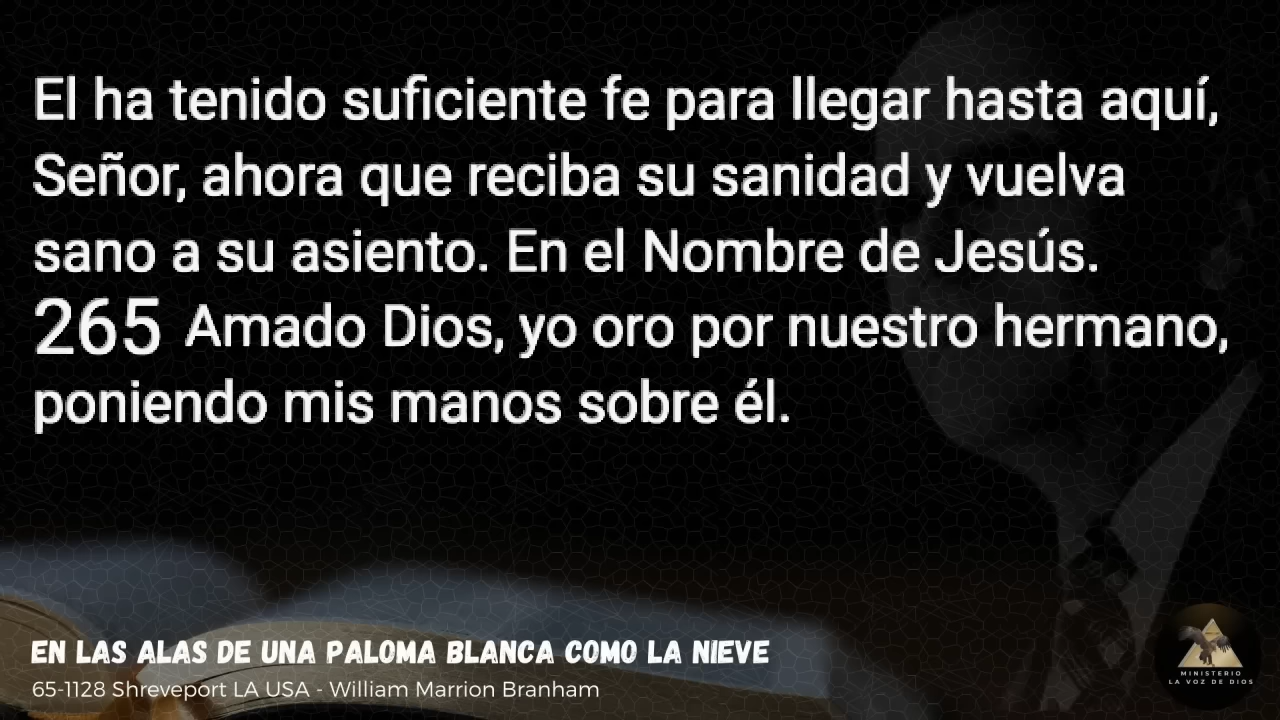 El ha tenido suficiente fe para llegar hasta aquí,
Señor, ahora que reciba su sanidad y vuelva
sano a su asiento. En el Nombre de Jesús.
265 Amado Dios, yo oro por nuestro hermano,
poniendo mis manos sobre él.
EN LAS ALAS DE UNA PALOMA BLANCA COMO LA NIEVE
65-1128 Shreveport LA USA - William Marrion Branham
MINISTERIO
LA VOZ DE DIOS